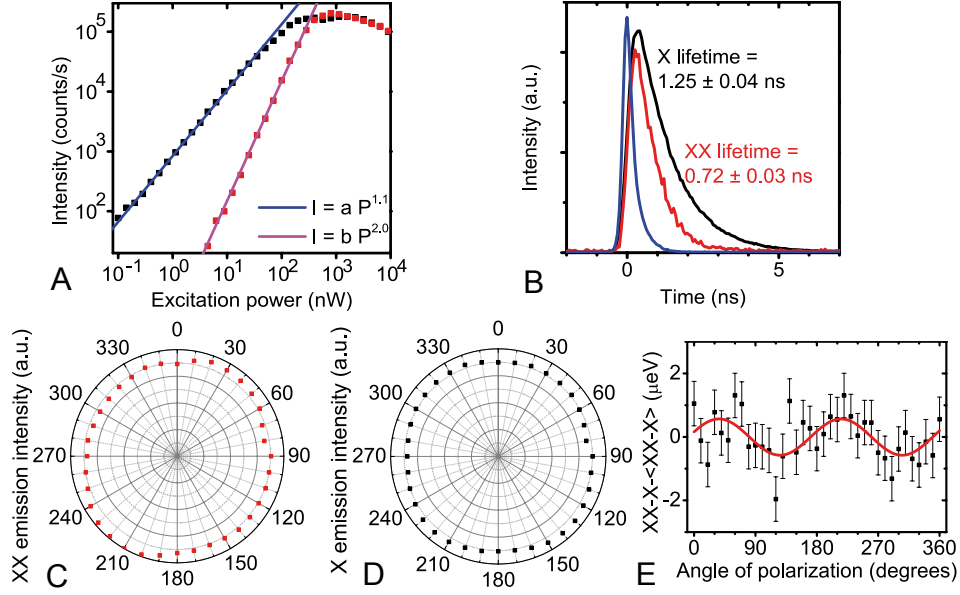 Intensity (counts/s)
10^5
10^4
10^3
10^2
I = a P^1.1
I = b P^2.0
10^-1 10^0 10^1 10^2 10^3 10^4
A
Excitation power (nW)
Intensity (a.u.)
X lifetime =
1.25 ± 0.04 ns
XX lifetime =
0.72 ± 0.03 ns
0 5
B
Time (ns)
XX emission intensity (a.u.)
0
330 30
300 60
270 90
240 120
210 150
180
C
X emission intensity (a.u.)
0
330 30
300 60
270 90
240 120
210 150
180
D
XX-X-<XX-X> (μeV)
2
0
-2
0 90 180 270 360
E
Angle of polarization (degrees)